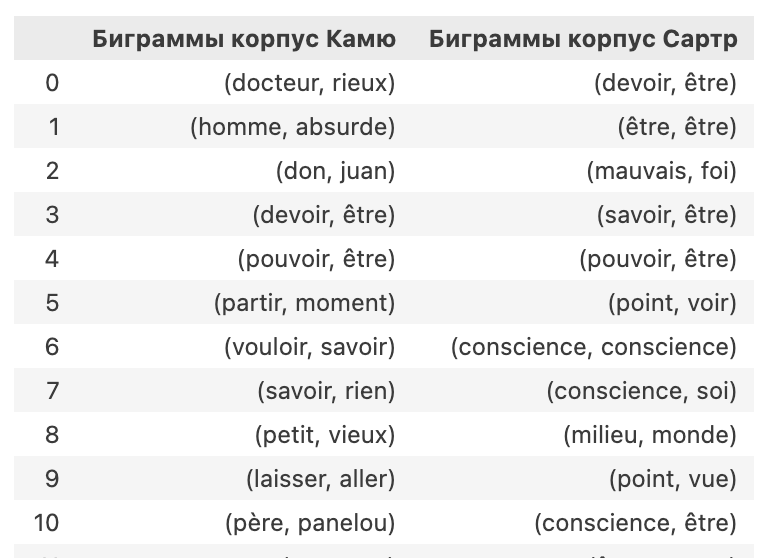 Биграммы корпус Камю Биграммы корпус Сартр
0 (docteur, rieux) (devoir, être)
1 (homme, absurde) (être, être)
2 (don, juan) (mauvais, foi)
3 (devoir, être) (savoir, être)
4 (pouvoir, être) (pouvoir, être)
5 (partir, moment) (point, voir)
6 (vouloir, savoir) (conscience, conscience)
7 (savoir, rien) (conscience, soi)
8 (petit, vieux) (milieu, monde)
9 (laisser, aller) (point, vue)
10 (père, panelou) (conscience, être)